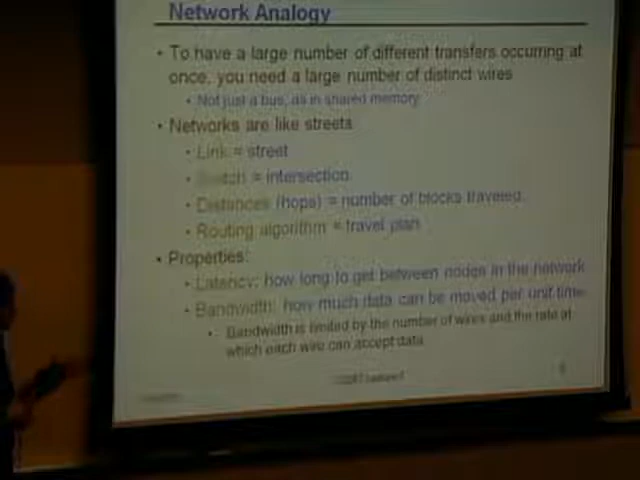 Network Analogy
• To have a large number of different transfers occurring at
once, you need a large number of distinct wires
• Not just a bus, as in shared memory
• Networks are like streets
• Link = street
• Switch = intersection
• Distances (hops) = number of blocks traveled
• Routing algorithm = travel plan
• Properties:
• Latency: how long to get between nodes in the network
• Bandwidth: how much data can be moved per unit time
• Bandwidth is limited by the number of wires and the rate at
which each wire can accept data